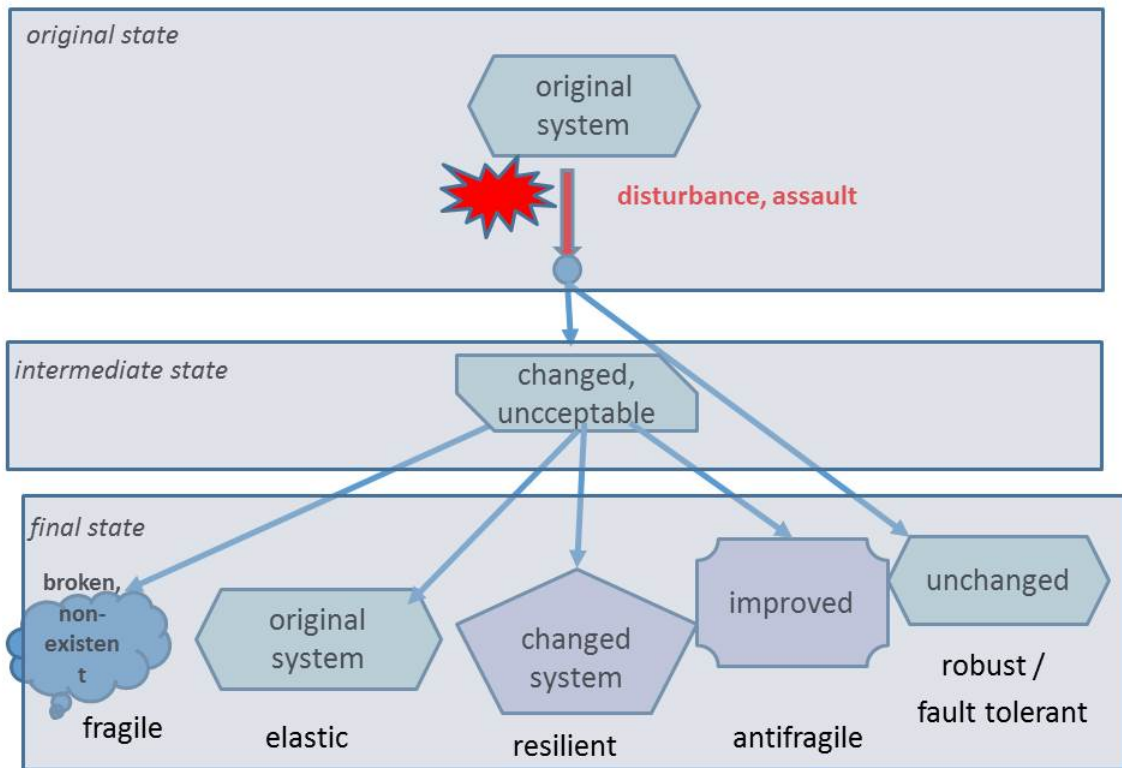 original state
original
system
disturbance, assault
intermediate state
changed,
uncceptable
final state
broken,
non-
existen
t
original
system
changed
system
improved
unchanged
fragile
elastic
resilient
antifragile
robust /
fault tolerant